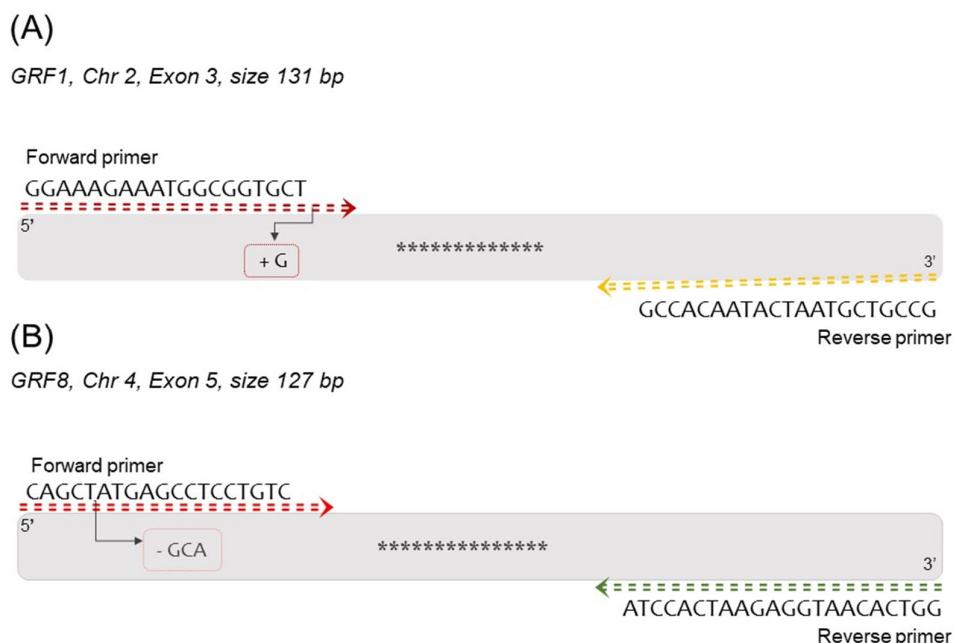 (A)
GRF1, Chr 2, Exon 3, size 131 bp
Forward primer
GGAAAGAAATGGCGGTGCT
5’
+ G
*************
3’
GCCACAATACTAATGCTGCCG
Reverse primer
(B)
GRF8, Chr 4, Exon 5, size 127 bp
Forward primer
CAGCTATGAGCCTCCTGTC
5’
- GCA
***************
3’
ATCCACTAAGAGGTAACACTGG
Reverse primer